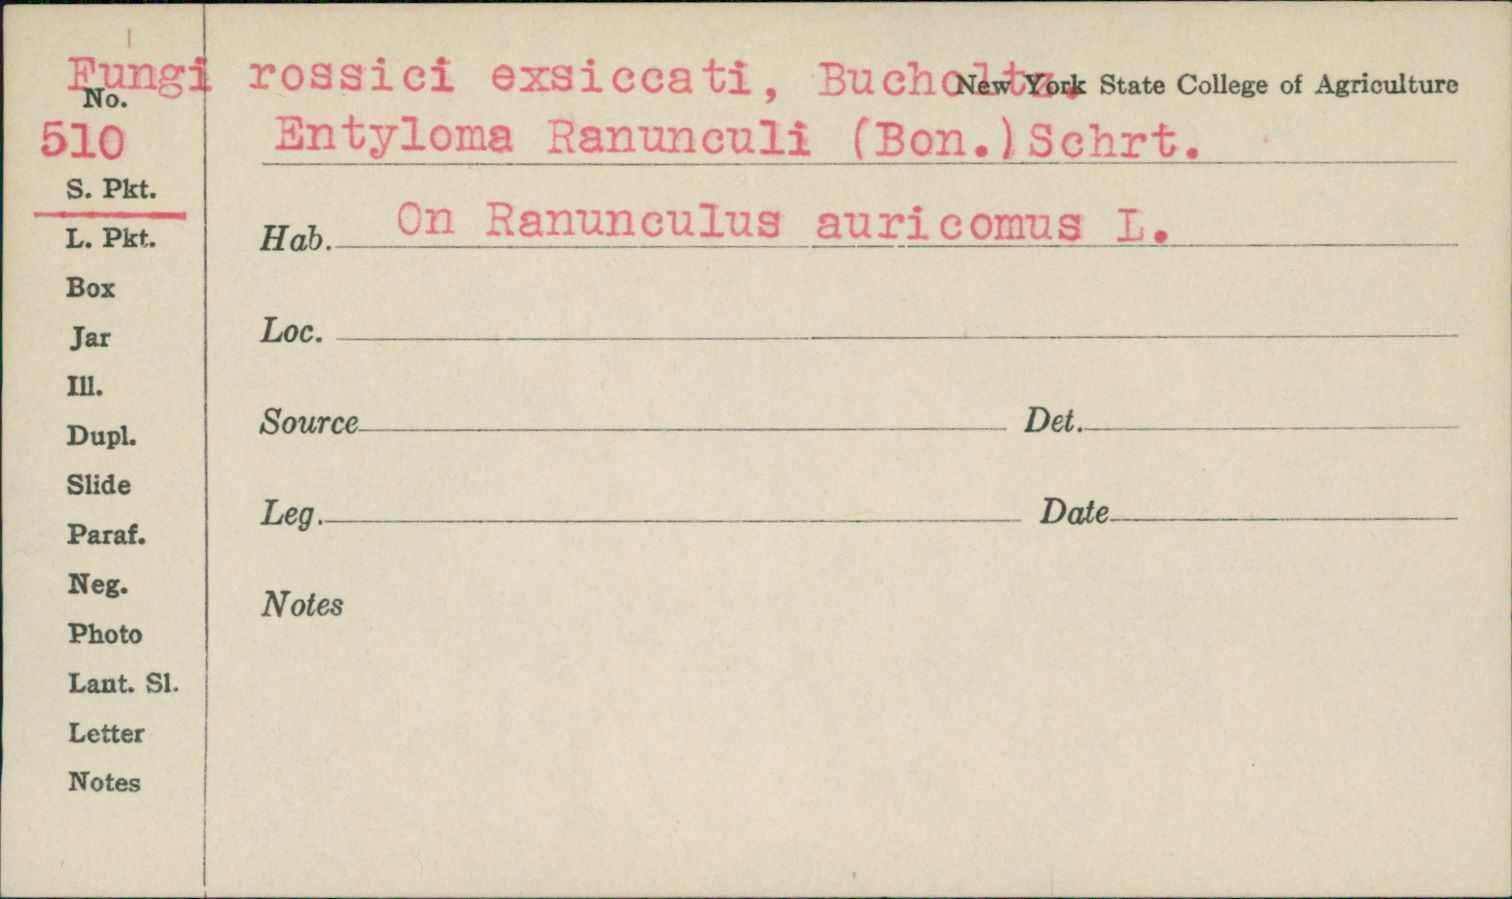 Fungi rossici exsiccati, Bucholtz.
New York State College of Agriculture
No.
510
Entyloma Ranunculi (Bon.)Schrt.
S. Pkt.
L. Pkt.
Hab. On Ranunculus auricomus L.
Box
Jar
Loc.
Ill.
Dupl.
Source Det.
Slide
Paraf.
Leg. Date
Neg.
Photo
Notes
Lant. Sl.
Letter
Notes